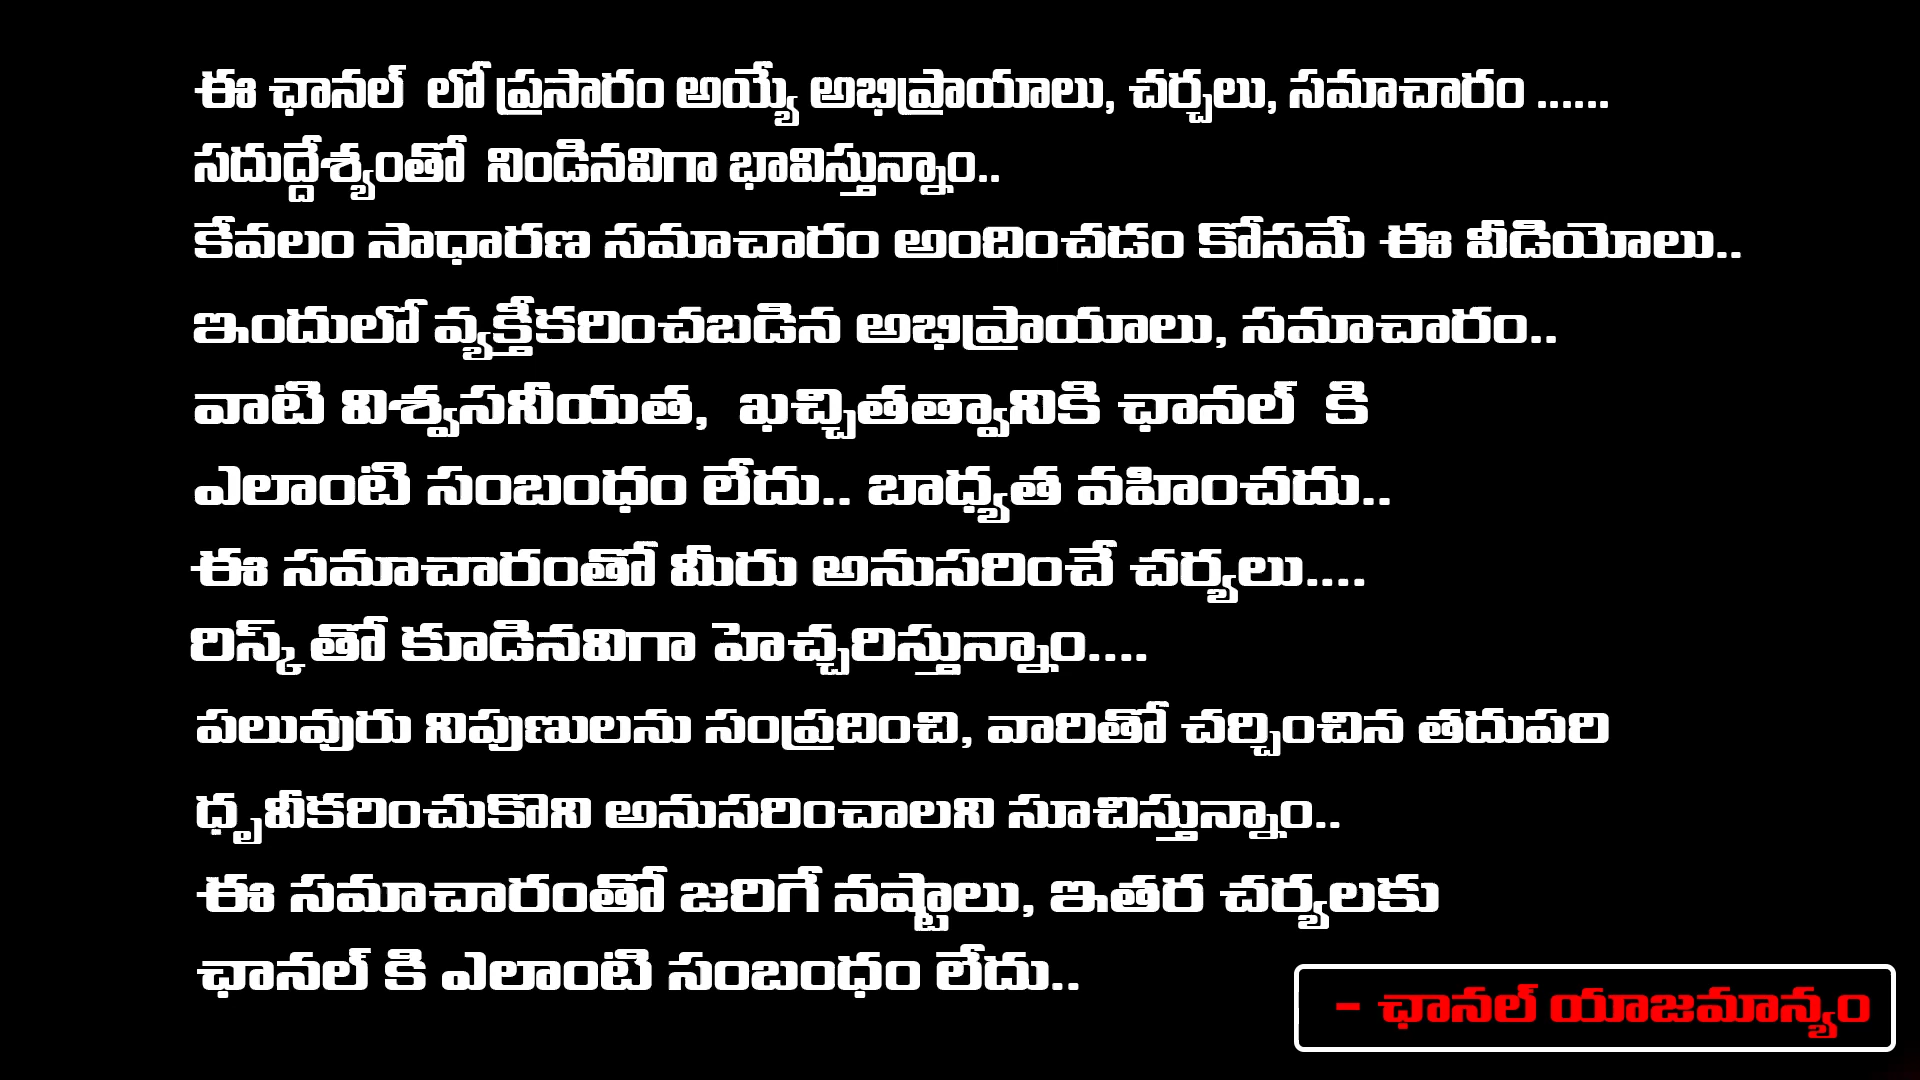 ఈ ఛానల్ లో ప్రసారం అయ్యే అభిప్రాయాలు, చర్చలు, సమాచారం ......
సదుద్దేశ్యంతో నిండినవిగా భావిస్తున్నాం..
కేవలం సాధారణ సమాచారం అందించడం కోసమే ఈ వీడియోలు..
ఇందులో వ్యక్తీకరించబడిన అభిప్రాయాలు, సమాచారం..
వాటి విశ్వసనీయత, ఖచ్చితత్వానికి ఛానల్ కి
ఎలాంటి సంబంధం లేదు.. బాధ్యత వహించదు..
ఈ సమాచారంతో మీరు అనుసరించే చర్యలు....
రిస్క్ తో కూడినవిగా హెచ్చరిస్తున్నాం....
పలువురు నిపుణులను సంప్రదించి, వారితో చర్చించిన తదుపరి
ధృవీకరించుకొని అనుసరించాలని సూచిస్తున్నాం..
ఈ సమాచారంతో జరిగే నష్టాలు, ఇతర చర్యలకు
ఛానల్ కి ఎలాంటి సంబంధం లేదు..
- ఛానల్ యాజమాన్యం